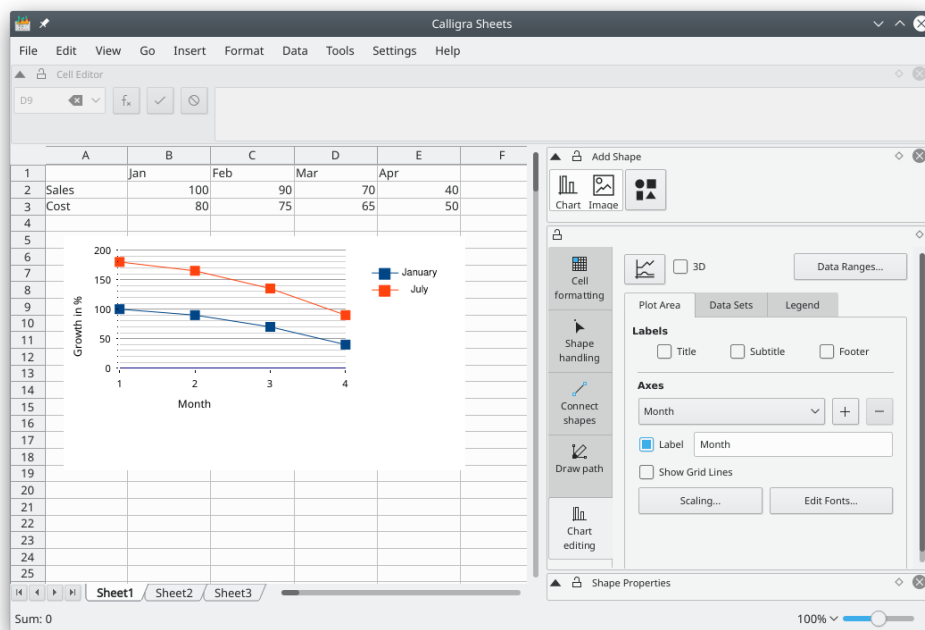 Calligra Sheets
File Edit View Go Insert Format Data Tools Settings Help
Cell Editor
D9
fx
A B C D E F
1 Jan Feb Mar Apr
2 Sales 100 90 70 40
3 Cost 80 75 65 50
4
5
6
7
8
9
10
11
12
13
14
15
16
17
18
19
20
21
22
23
24
25
200
150
100
50
0
Growth in %
1 2 3 4
Month
January
July
Sheet1 Sheet2 Sheet3
Sum: 0
Add Shape
Chart Image
Cell
formatting
Shape
handling
Connect
shapes
Draw path
Chart
editing
3D
Data Ranges...
Plot Area Data Sets Legend
Labels
Title Subtitle Footer
Axes
Month
Label Month
Show Grid Lines
Scaling... Edit Fonts...
Shape Properties
100%